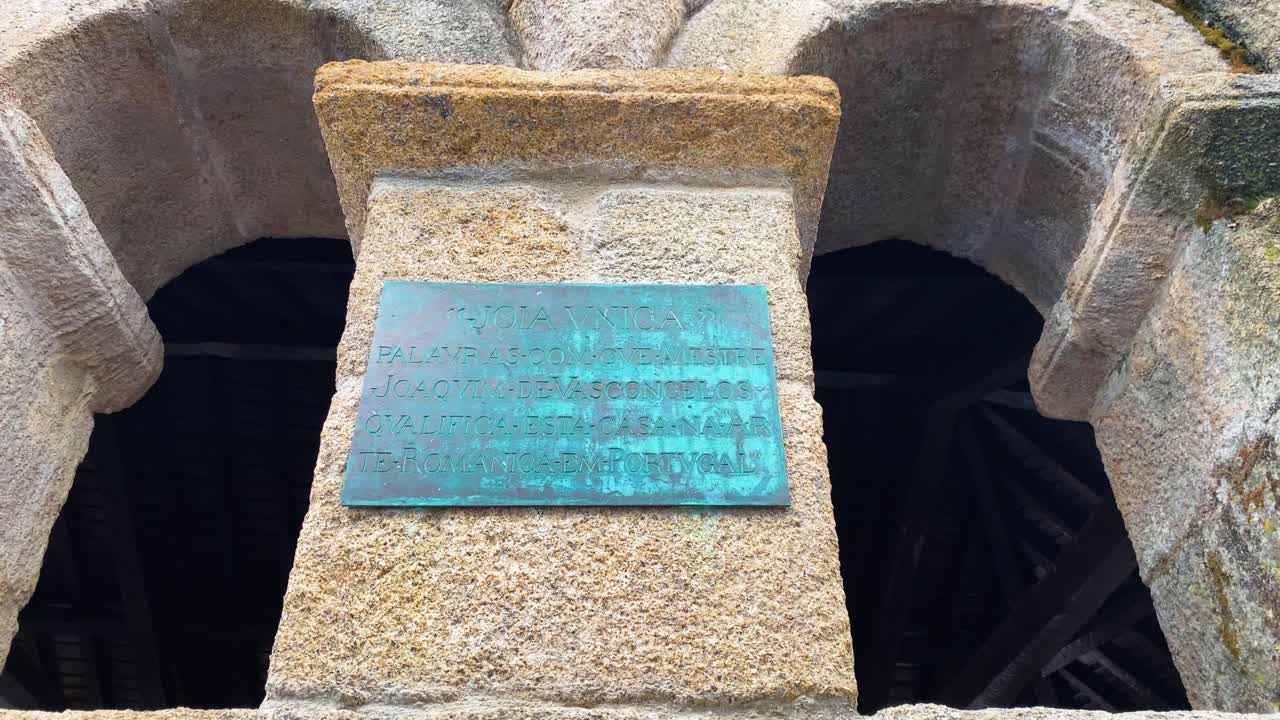 “·JOIA VNICA·”
PALAVRAS·COM·QVE·MESTRE
·JOAQVIM·DE·VASCONCELOS·
QVALIFICA·ESTA·CASA·NA·AR
TE·ROMANICA·EM·PORTVGAL